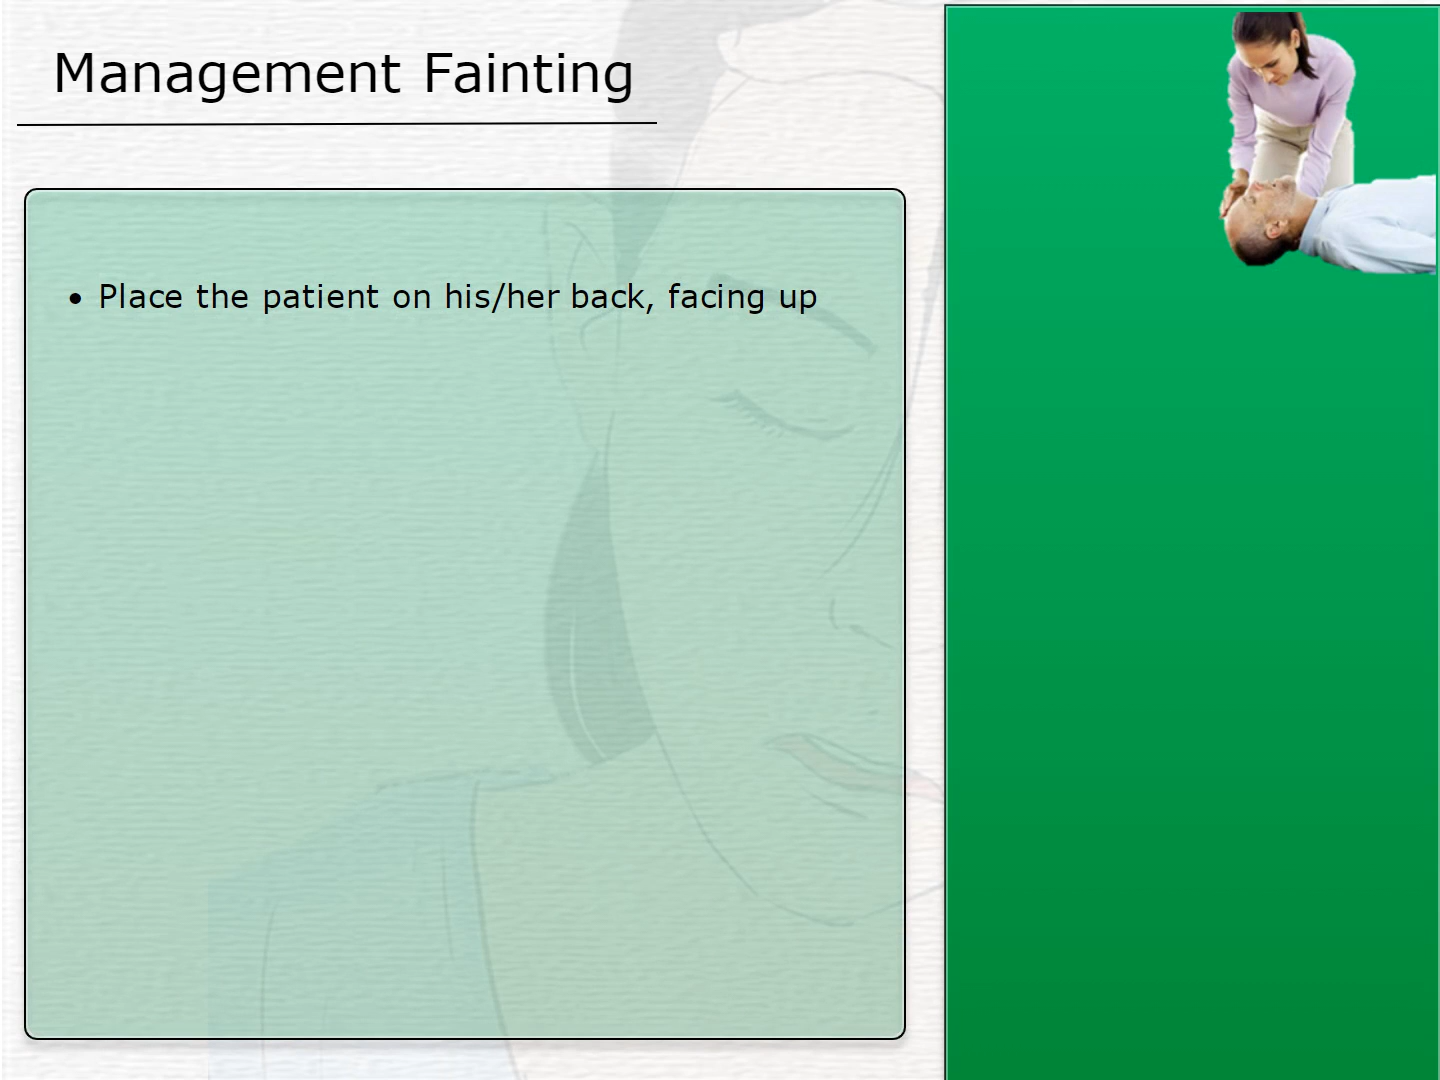 Management Fainting
• Place the patient on his/her back, facing up